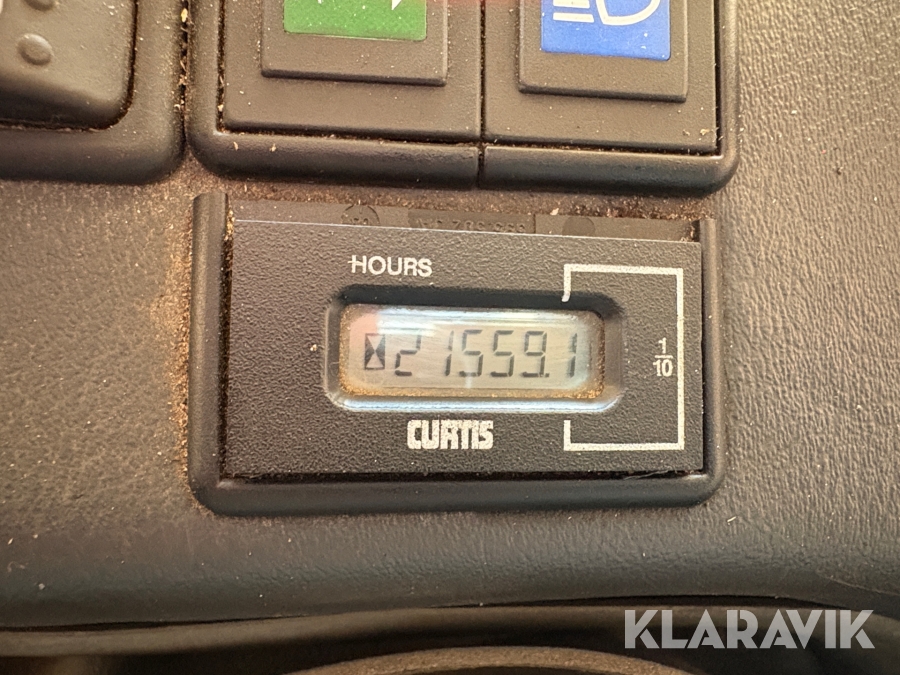 HOURS
21559.1
1
10
CURTIS
KLARAVIK